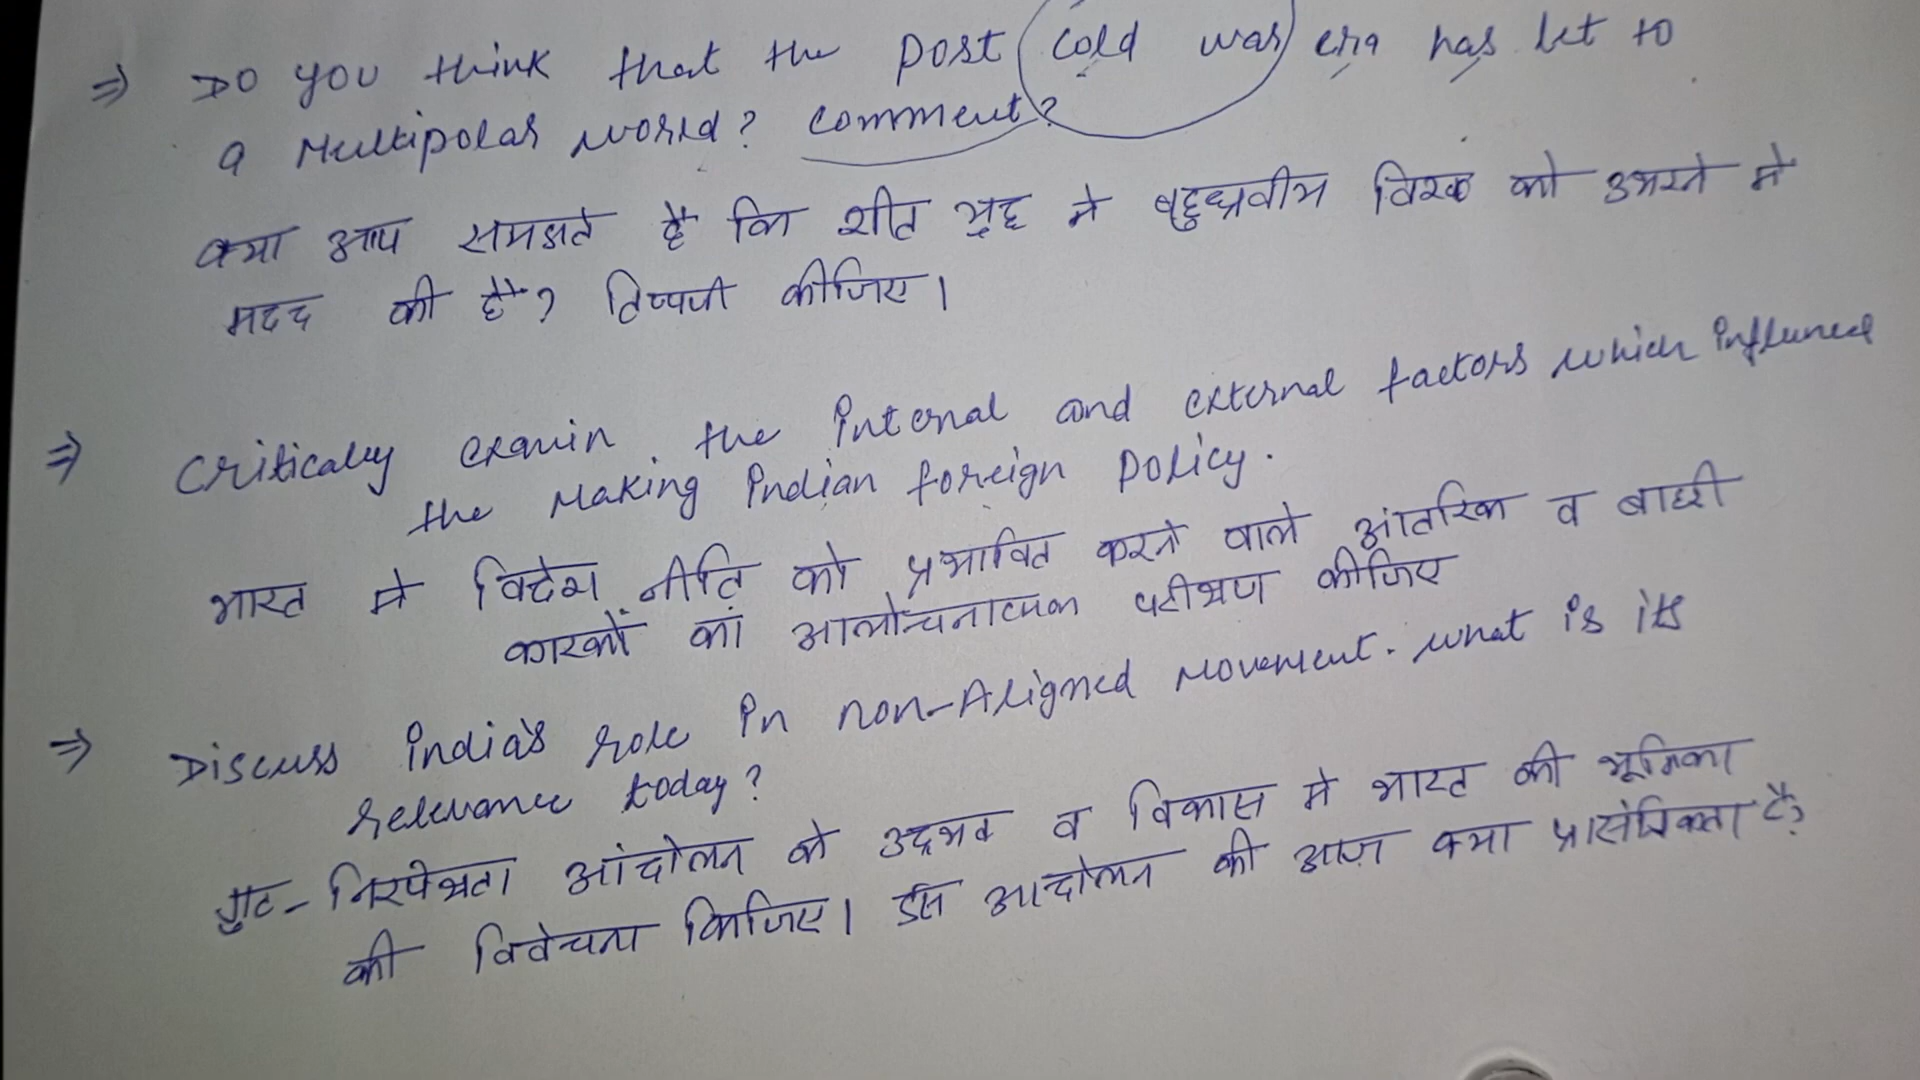 ⇒ Do you think that the post cold war era has let to
a Multipolar world? comment?
क्या आप समझते है कि शीत युद्ध ने बहुध्रुवीय विश्व को उभरने मे
मदद की है? टिप्पणी कीजिए।
⇒ Critically examin the internal and external factors which influned
the Making indian foreign policy.
भारत मे विदेश नीति को प्रभावित करने वाले आंतरिक व बाहरी
कारकों का आलोचनात्मक परीक्षण कीजिए
⇒ Discuss india's role in non-Aligned movement. what is its
relevance today?
गुट-निरपेक्षता आंदोलन के उद्भव व विकास मे भारत की भूमिका
की विवेचना किजिए। इस आदोलन की आज़ क्या प्रासंगिकता है?